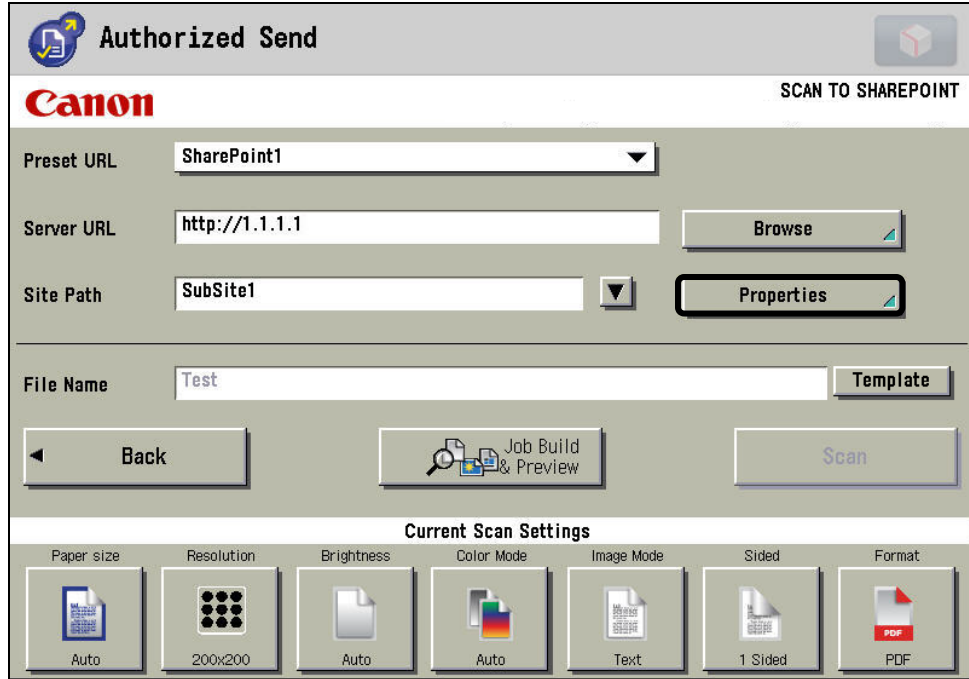 Authorized Send
Canon
SCAN TO SHAREPOINT
Preset URL SharePoint1
Server URL http://1.1.1.1 Browse
Site Path SubSite1 Properties
File Name Test Template
Back Job Build & Preview Scan
Current Scan Settings
Paper size Resolution Brightness Color Mode Image Mode Sided Format
PDF
Auto 200x200 Auto Auto Text 1 Sided PDF